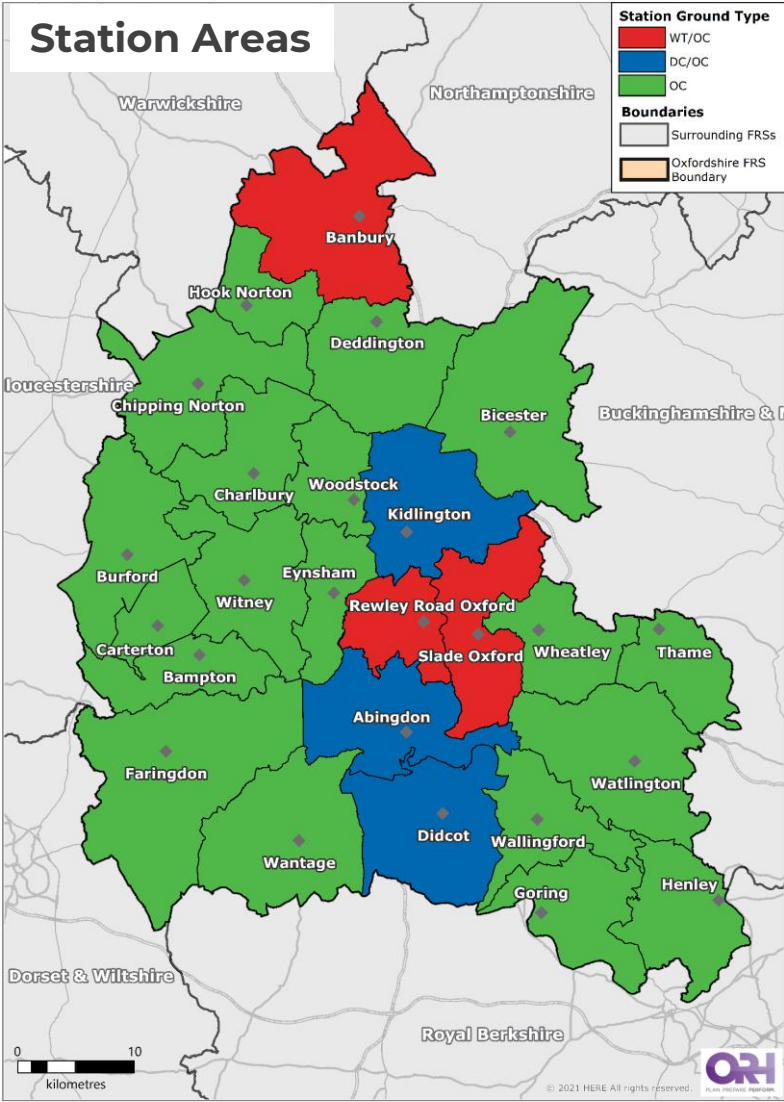 Station Areas
Station Ground Type
WT/OC
DC/OC
OC
Boundaries
Surrounding FRSs
Oxfordshire FRS
Boundary
Warwickshire
Northamptonshire
Banbury
Hook Norton
Deddington
loucestershire
Chipping Norton
Bicester
Buckinghamshire &
Charlbury
Woodstock
Kidlington
Burford
Witney
Eynsham
Rewley Road Oxford
Carterton
Slade Oxford
Wheatley
Thame
Bampton
Abingdon
Faringdon
Watlington
Didcot
Wallingford
Wantage
Goring
Henley
Dorset & Wiltshire
Royal Berkshire
0 10
kilometres
© 2021 HERE All rights reserved.
ORH
PLAN. PREPARE. PERFORM.